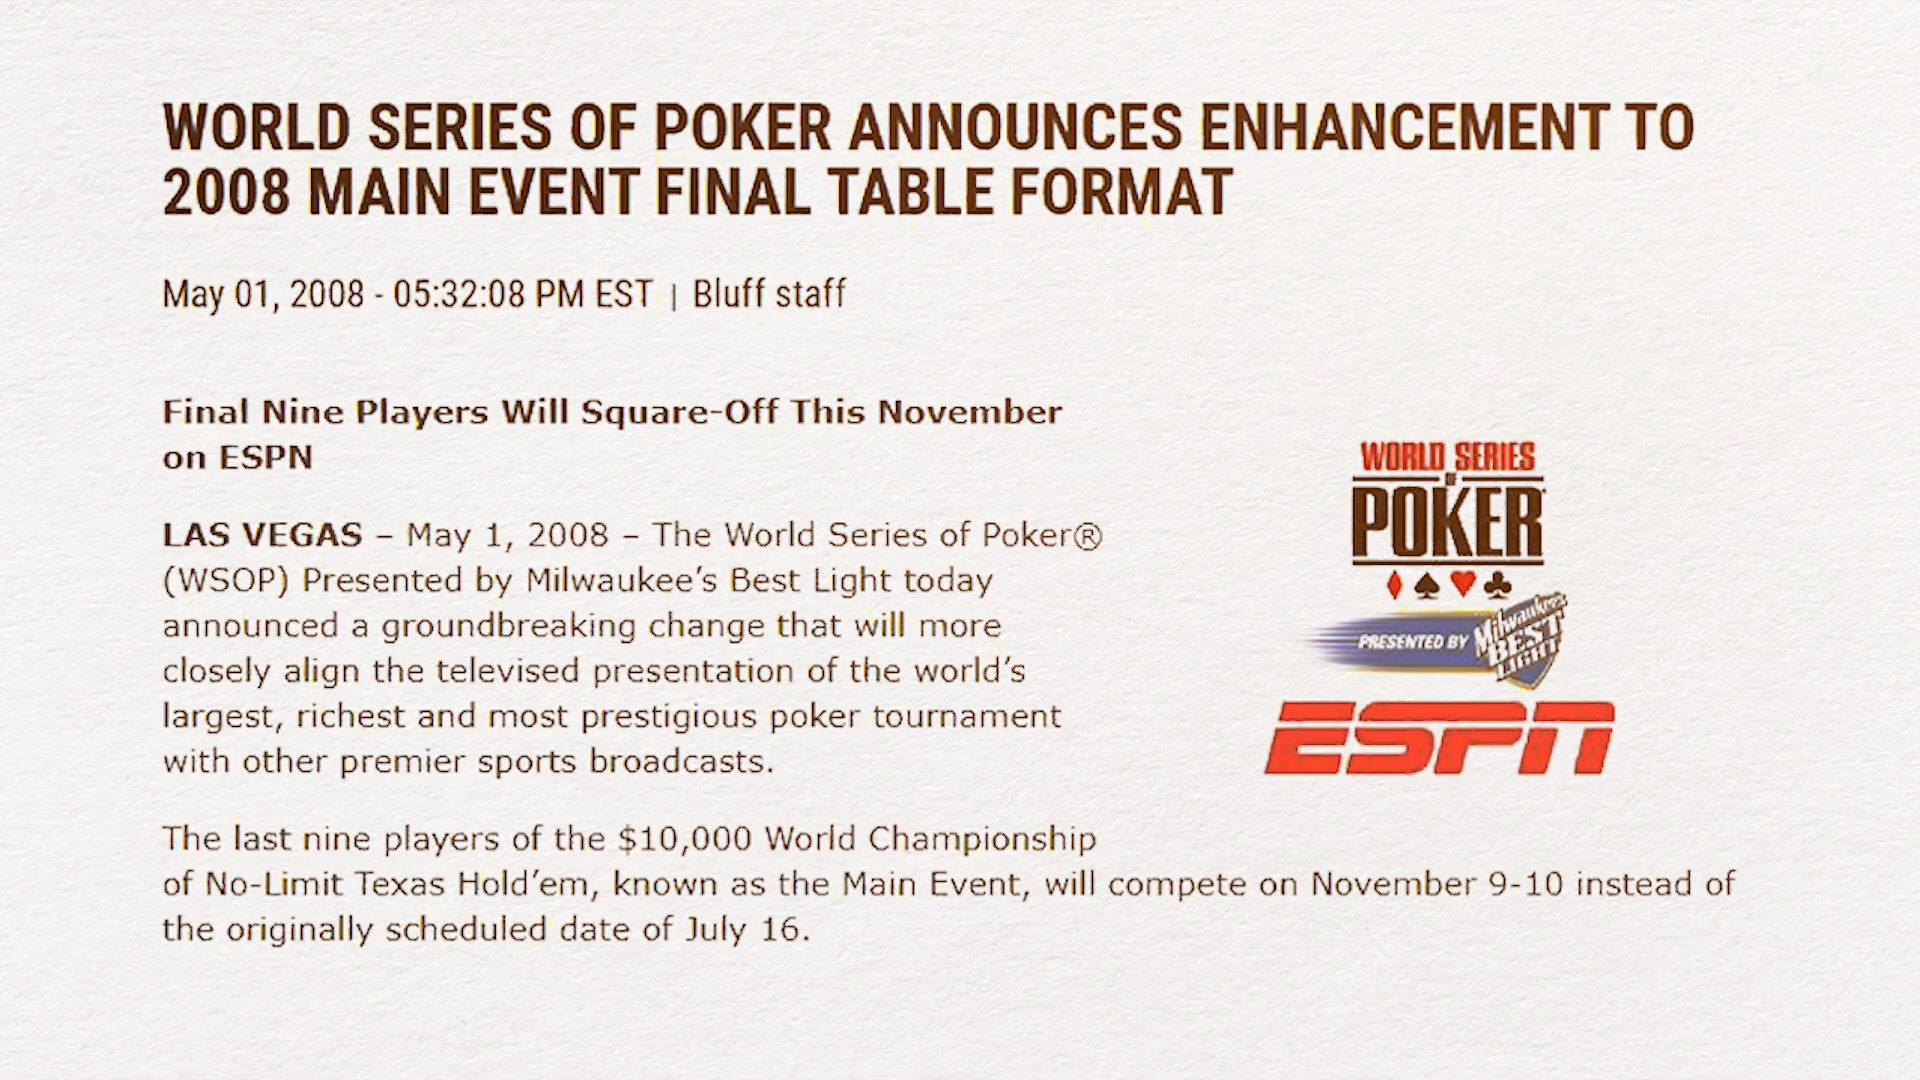 WORLD SERIES OF POKER ANNOUNCES ENHANCEMENT TO
2008 MAIN EVENT FINAL TABLE FORMAT
May 01, 2008 - 05:32:08 PM EST | Bluff staff
Final Nine Players Will Square-Off This November
on ESPN
LAS VEGAS – May 1, 2008 – The World Series of Poker®
(WSOP) Presented by Milwaukee’s Best Light today
announced a groundbreaking change that will more
closely align the televised presentation of the world’s
largest, richest and most prestigious poker tournament
with other premier sports broadcasts.
The last nine players of the $10,000 World Championship
of No-Limit Texas Hold’em, known as the Main Event, will compete on November 9-10 instead of
the originally scheduled date of July 16.
WORLD SERIES
OF
POKER
PRESENTED BY
Milwaukee's
BEST
LIGHT
ESPN